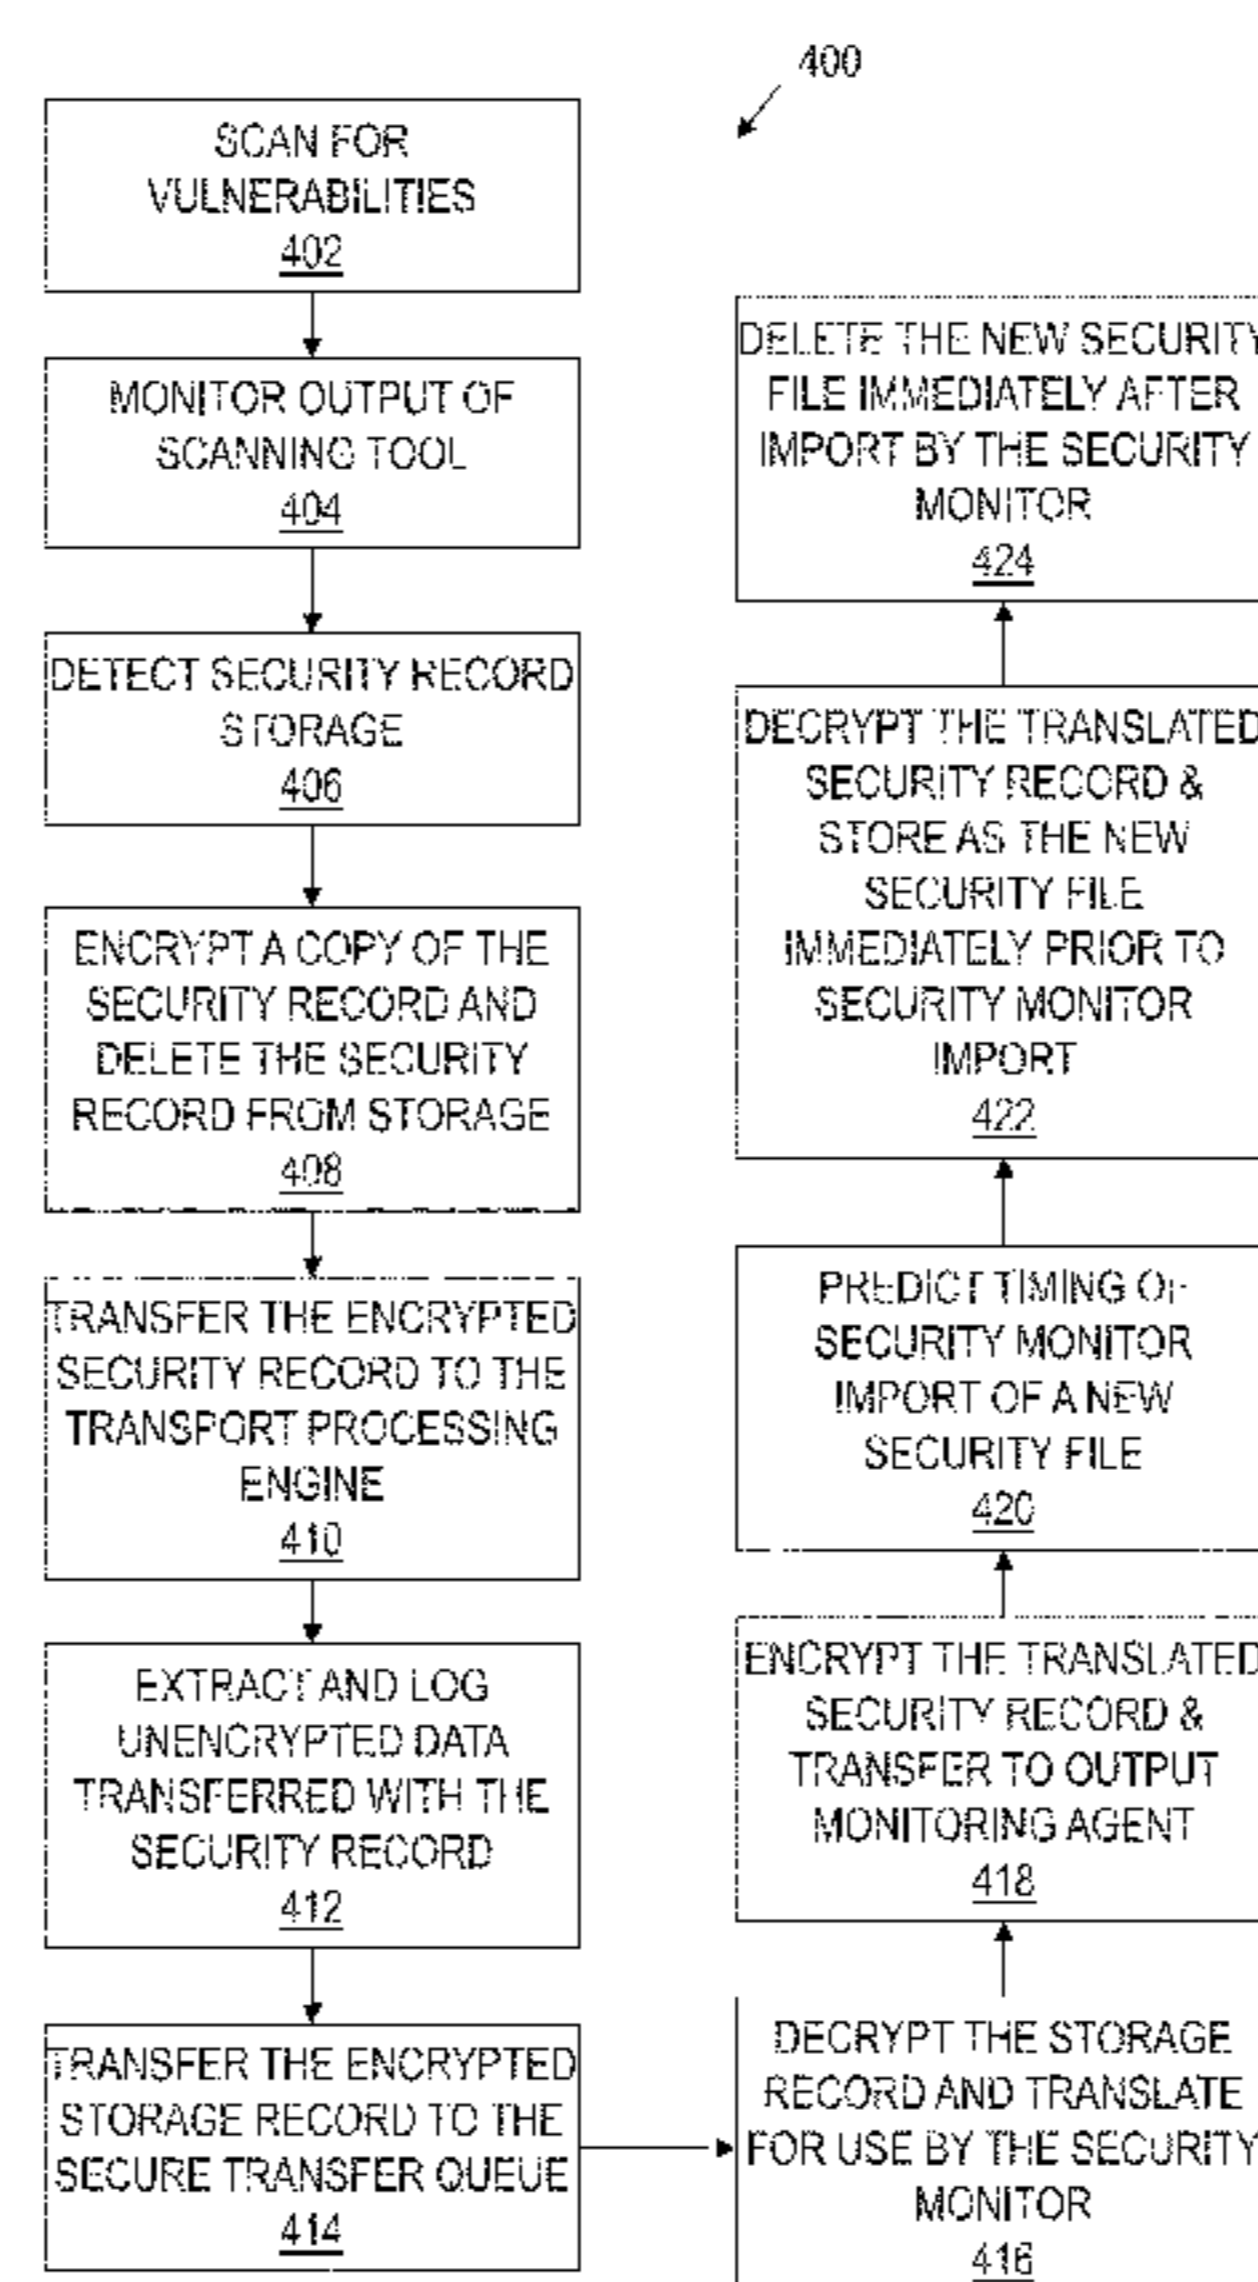 400
SCAN FOR
VULNERABILITIES
402
MONITOR OUTPUT OF
SCANNING TOOL
404
DETECT SECURITY RECORD
STORAGE
406
ENCRYPT A COPY OF THE
SECURITY RECORD AND
DELETE THE SECURITY
RECORD FROM STORAGE
408
TRANSFER THE ENCRYPTED
SECURITY RECORD TO THE
TRANSPORT PROCESSING
ENGINE
410
EXTRACT AND LOG
UNENCRYPTED DATA
TRANSFERRED WITH THE
SECURITY RECORD
412
TRANSFER THE ENCRYPTED
STORAGE RECORD TO THE
SECURE TRANSFER QUEUE
414
DECRYPT THE STORAGE
RECORD AND TRANSLATE
FOR USE BY THE SECURITY
MONITOR
416
ENCRYPT THE TRANSLATED
SECURITY RECORD &
TRANSFER TO OUTPUT
MONITORING AGENT
418
PREDICT TIMING OF
SECURITY MONITOR
IMPORT OF A NEW
SECURITY FILE
420
DECRYPT THE TRANSLATED
SECURITY RECORD &
STORE AS THE NEW
SECURITY FILE
IMMEDIATELY PRIOR TO
SECURITY MONITOR
IMPORT
422
DELETE THE NEW SECURITY
FILE IMMEDIATELY AFTER
IMPORT BY THE SECURITY
MONITOR
424